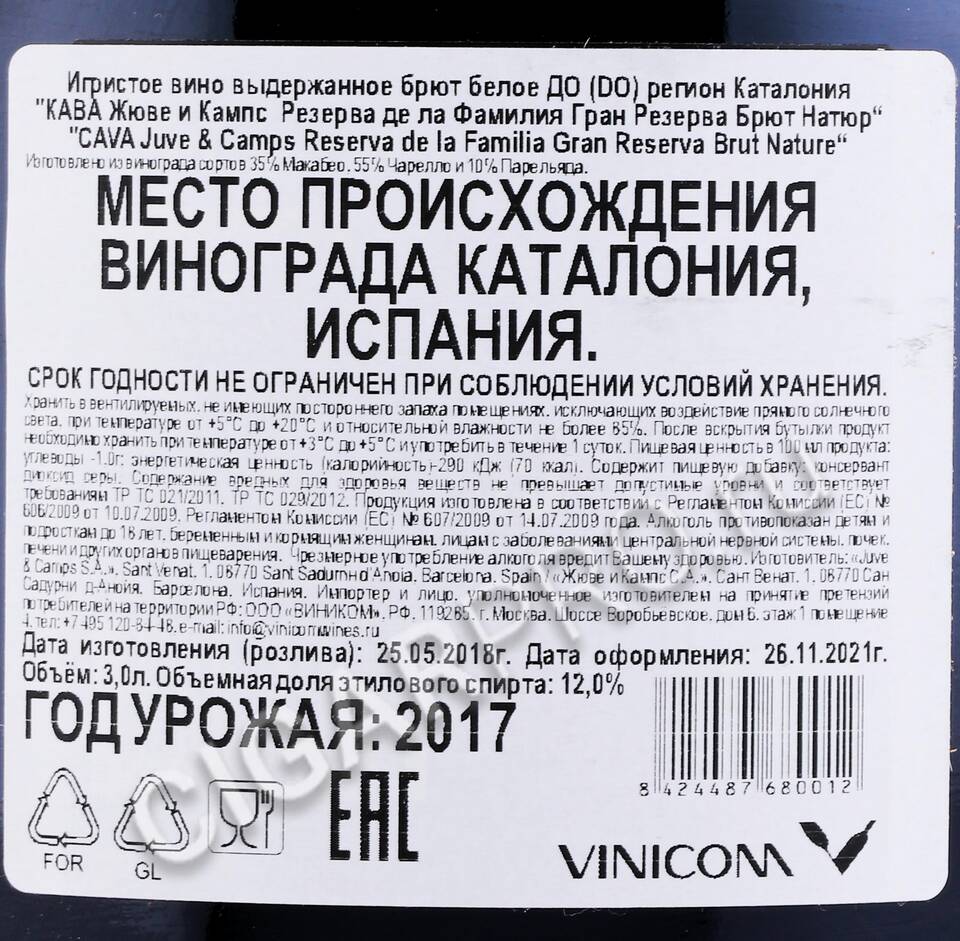 Игристое вино выдержанное брют белое ДО (DO) регион Каталония
"КАВА Жюве и Кампс Резерва де ла Фамилия Гран Резерва Брют Натюр"
"CAVA Juve & Camps Reserva de la Familia Gran Reserva Brut Nature"
Изготовлено из винограда сортов 35% Макабео, 55% Чарелло и 10% Парельяда.
МЕСТО ПРОИСХОЖДЕНИЯ
ВИНОГРАДА КАТАЛОНИЯ,
ИСПАНИЯ.
СРОК ГОДНОСТИ НЕ ОГРАНИЧЕН ПРИ СОБЛЮДЕНИИ УСЛОВИЙ ХРАНЕНИЯ.
Хранить в вентилируемых, не имеющих постороннего запаха помещениях, исключающих воздействие прямого солнечного
света, при температуре от +5°С до +20°С и относительной влажности не более 85%. После вскрытия бутылки продукт
необходимо хранить при температуре от +3°С до +5°С и употребить в течение 1 суток. Пищевая ценность в 100 мл продукта:
углеводы -1,0г; энергетическая ценность (калорийность)-290 кДж (70 ккал). Содержит пищевую добавку: консервант
диоксид серы. Содержание вредных для здоровья веществ не превышает допустимые уровни и соответствует
требованиям ТР ТС 021/2011, ТР ТС 029/2012. Продукция изготовлена в соответствии с Регламентом Комиссии (ЕС) №
606/2009 от 10.07.2009, Регламентом Комиссии (ЕС) № 607/2009 от 14.07.2009 года. Алкоголь противопоказан детям и
подросткам до 18 лет, беременным и кормящим женщинам, лицам с заболеваниями центральной нервной системы, почек,
печени и других органов пищеварения. Чрезмерное употребление алкоголя вредит Вашему здоровью. Изготовитель: «Juve
& Camps S.A.», Sant Venat, 1, 08770 Sant Sadurni d'Anoia, Barcelona, Spain / «Жюве и Кампс С.А.», Сант Венат, 1, 08770 Сан
Садурни д-Анойя, Барселона, Испания. Импортер и лицо, уполномоченное изготовителем на принятие претензий
потребителей на территории РФ: ООО «ВИНИКОМ», РФ, 119285, г. Москва, Шоссе Воробьевское, дом 6, этаж 1 помещение
4, тел: +7 495 120-84-48, e-mail: info@vinicomwines.ru
Дата изготовления (розлива): 25.05.2018г. Дата оформления: 26.11.2021г.
Объём: 3,0л. Объемная доля этилового спирта: 12,0%
ГОД УРОЖАЯ: 2017
8 424487 680012
FOR
GL
EAC
VINICOM
CIGARPRO.RU